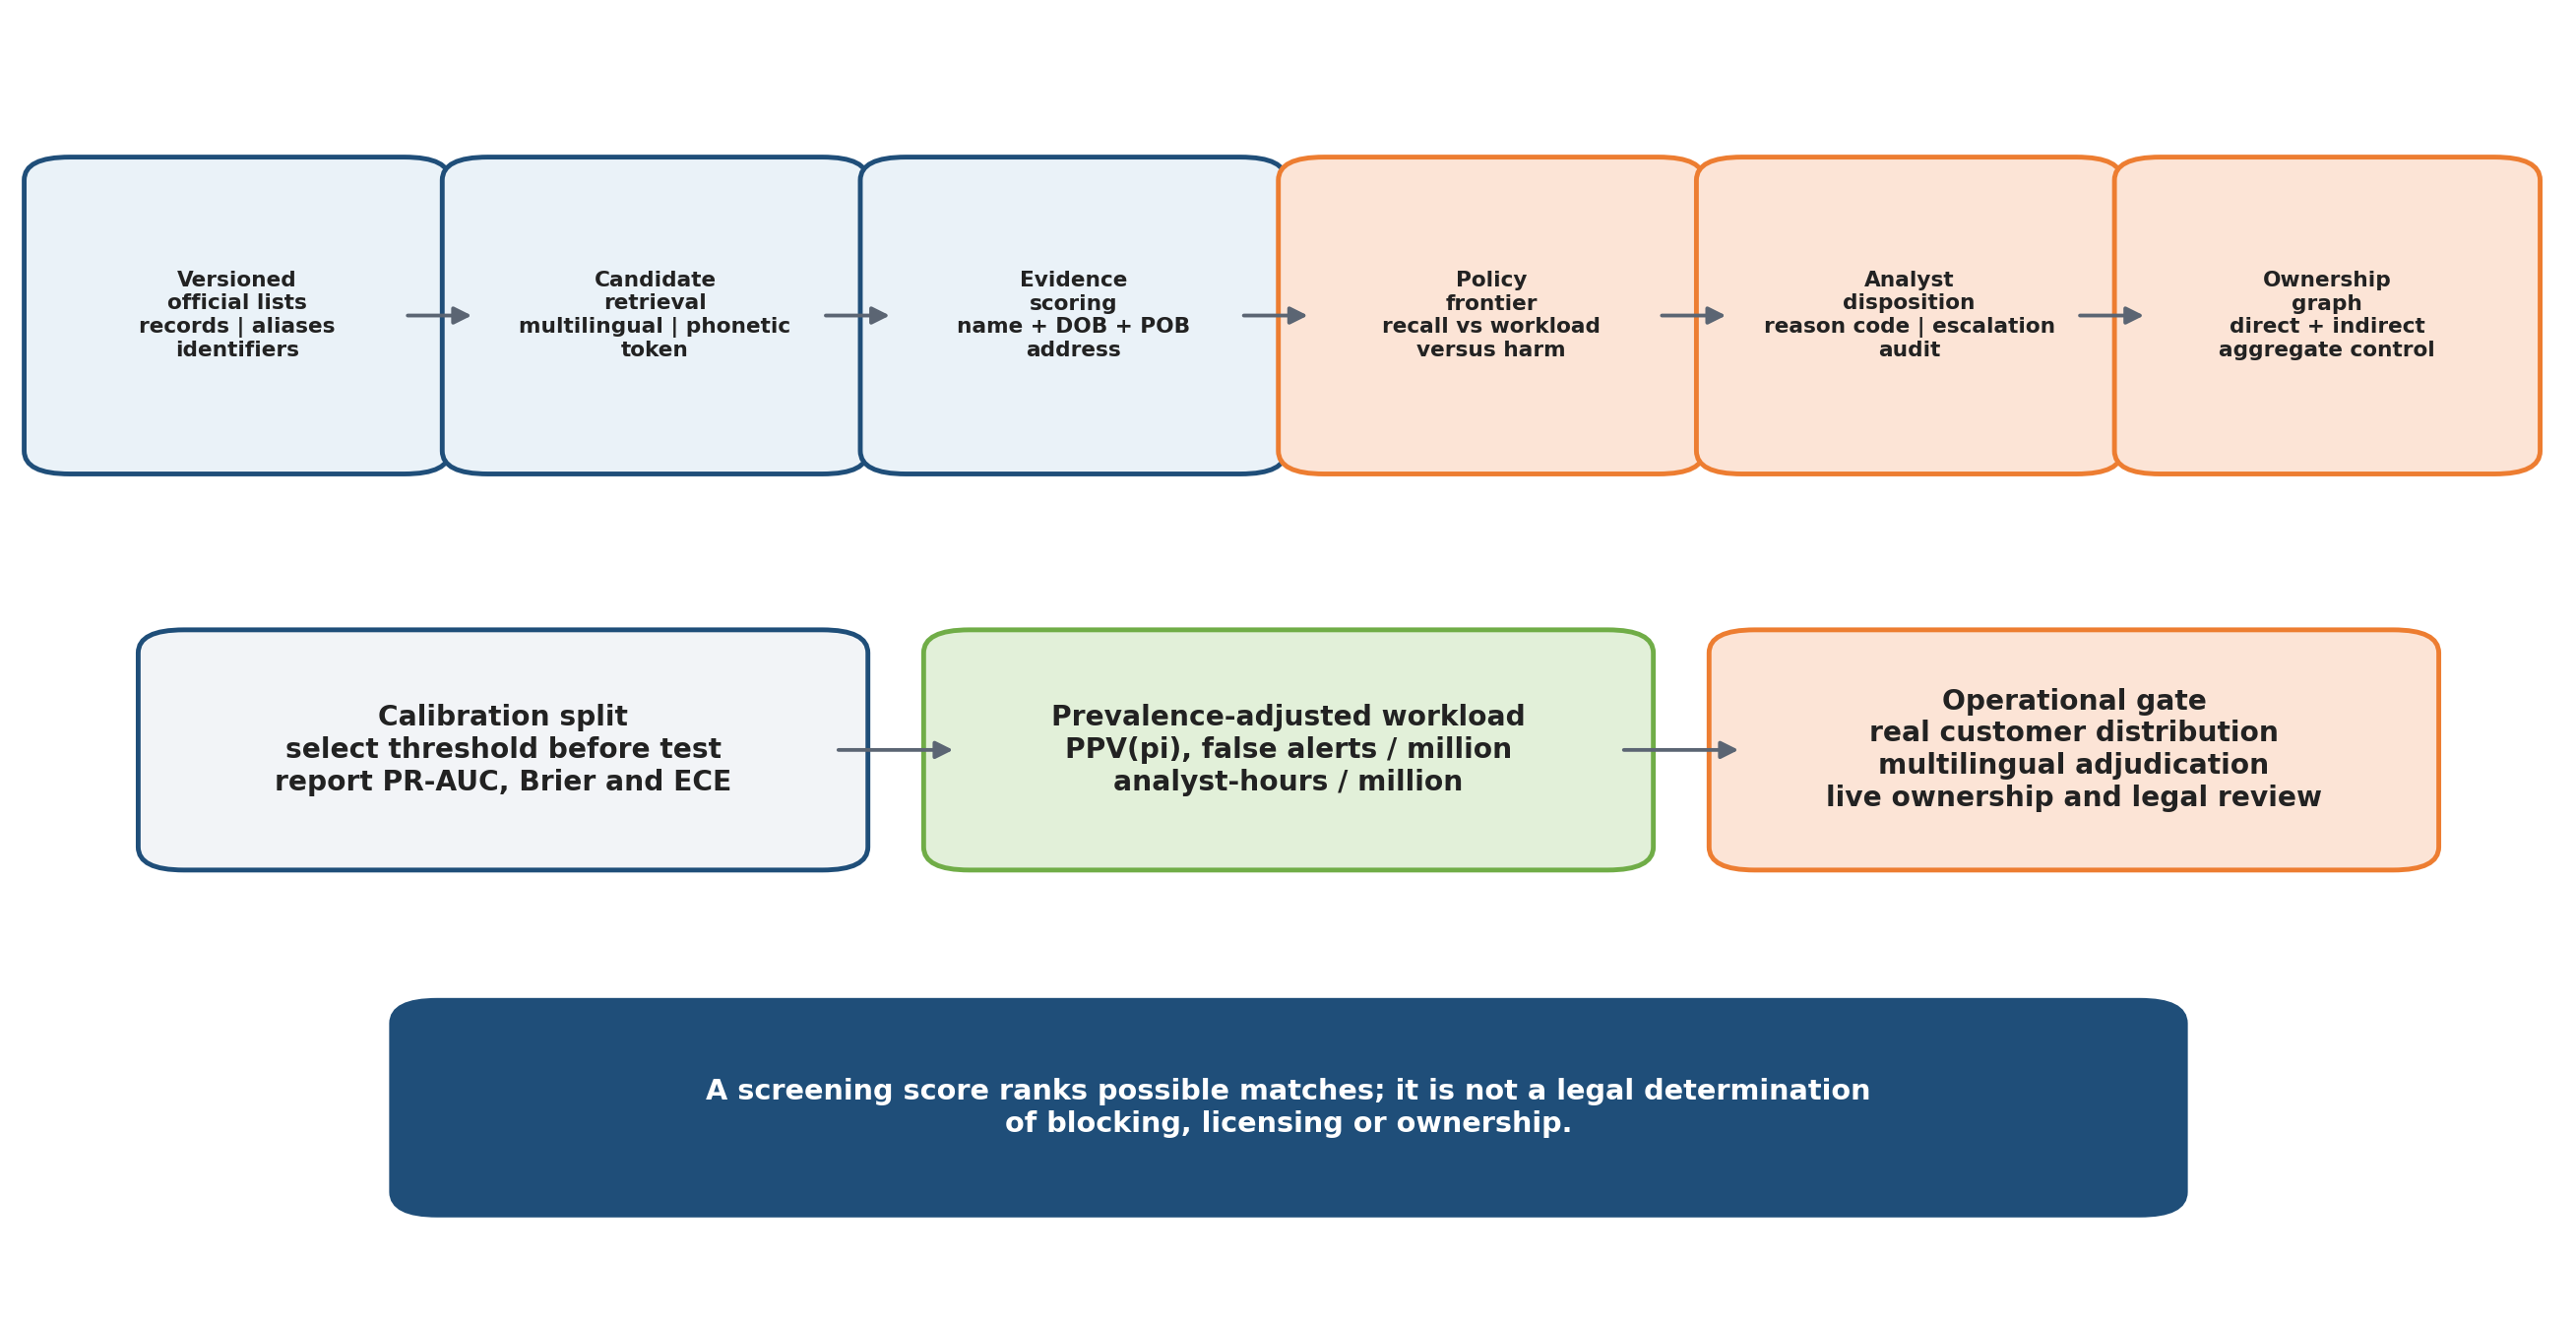 Versioned
official lists
records | aliases
identifiers
Candidate
retrieval
multilingual | phonetic
token
Evidence
scoring
name + DOB + POB
address
Policy
frontier
recall vs workload
versus harm
Analyst
disposition
reason code | escalation
audit
Ownership
graph
direct + indirect
aggregate control
Calibration split
select threshold before test
report PR-AUC, Brier and ECE
Prevalence-adjusted workload
PPV(pi), false alerts / million
analyst-hours / million
Operational gate
real customer distribution
multilingual adjudication
live ownership and legal review
A screening score ranks possible matches; it is not a legal determination
of blocking, licensing or ownership.